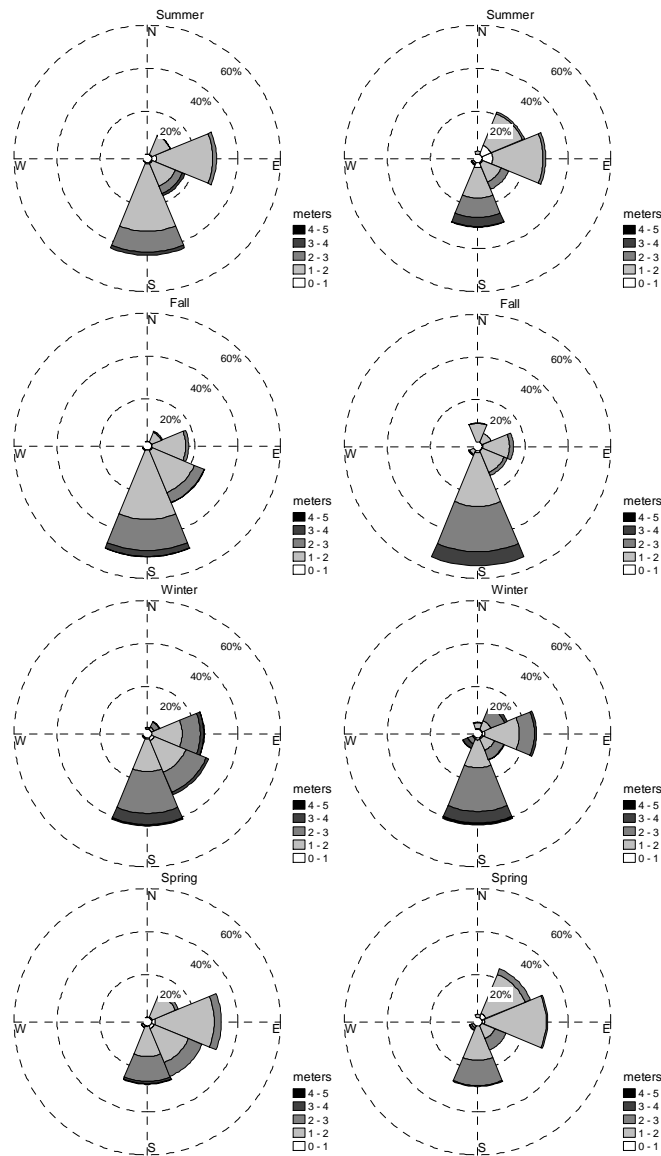 Summer
N
60%
40%
20%
W
E
S
meters
4 - 5
3 - 4
2 - 3
1 - 2
0 - 1
Summer
N
60%
40%
20%
W
E
S
meters
4 - 5
3 - 4
2 - 3
1 - 2
0 - 1
Fall
N
60%
40%
20%
W
E
S
meters
4 - 5
3 - 4
2 - 3
1 - 2
0 - 1
Fall
N
60%
40%
20%
W
E
S
meters
4 - 5
3 - 4
2 - 3
1 - 2
0 - 1
Winter
N
60%
40%
20%
W
E
S
meters
4 - 5
3 - 4
2 - 3
1 - 2
0 - 1
Winter
N
60%
40%
20%
W
E
S
meters
4 - 5
3 - 4
2 - 3
1 - 2
0 - 1
Spring
N
60%
40%
20%
W
E
S
meters
4 - 5
3 - 4
2 - 3
1 - 2
0 - 1
Spring
N
60%
40%
20%
W
E
S
meters
4 - 5
3 - 4
2 - 3
1 - 2
0 - 1